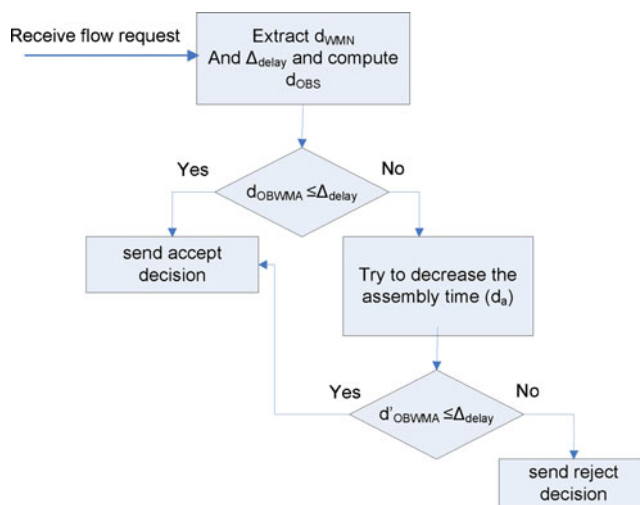 Receive flow request
Extract dWMN
And Δdelay and compute
dOBS
Yes
No
dOBWMA ≤Δdelay
send accept
decision
Try to decrease the
assembly time (da)
Yes
No
d'OBWMA ≤Δdelay
send reject
decision